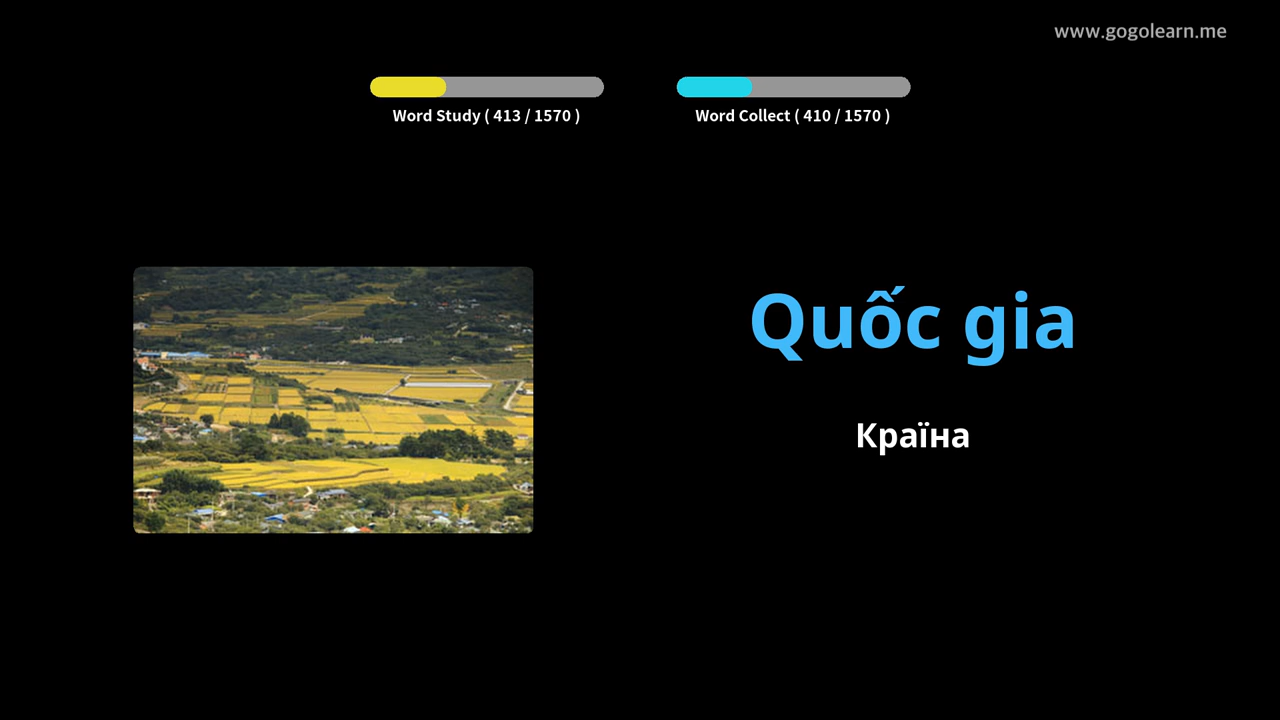 www.gogolearn.me
Word Study ( 413 / 1570 )
Word Collect ( 410 / 1570 )
Quốc gia
Країна